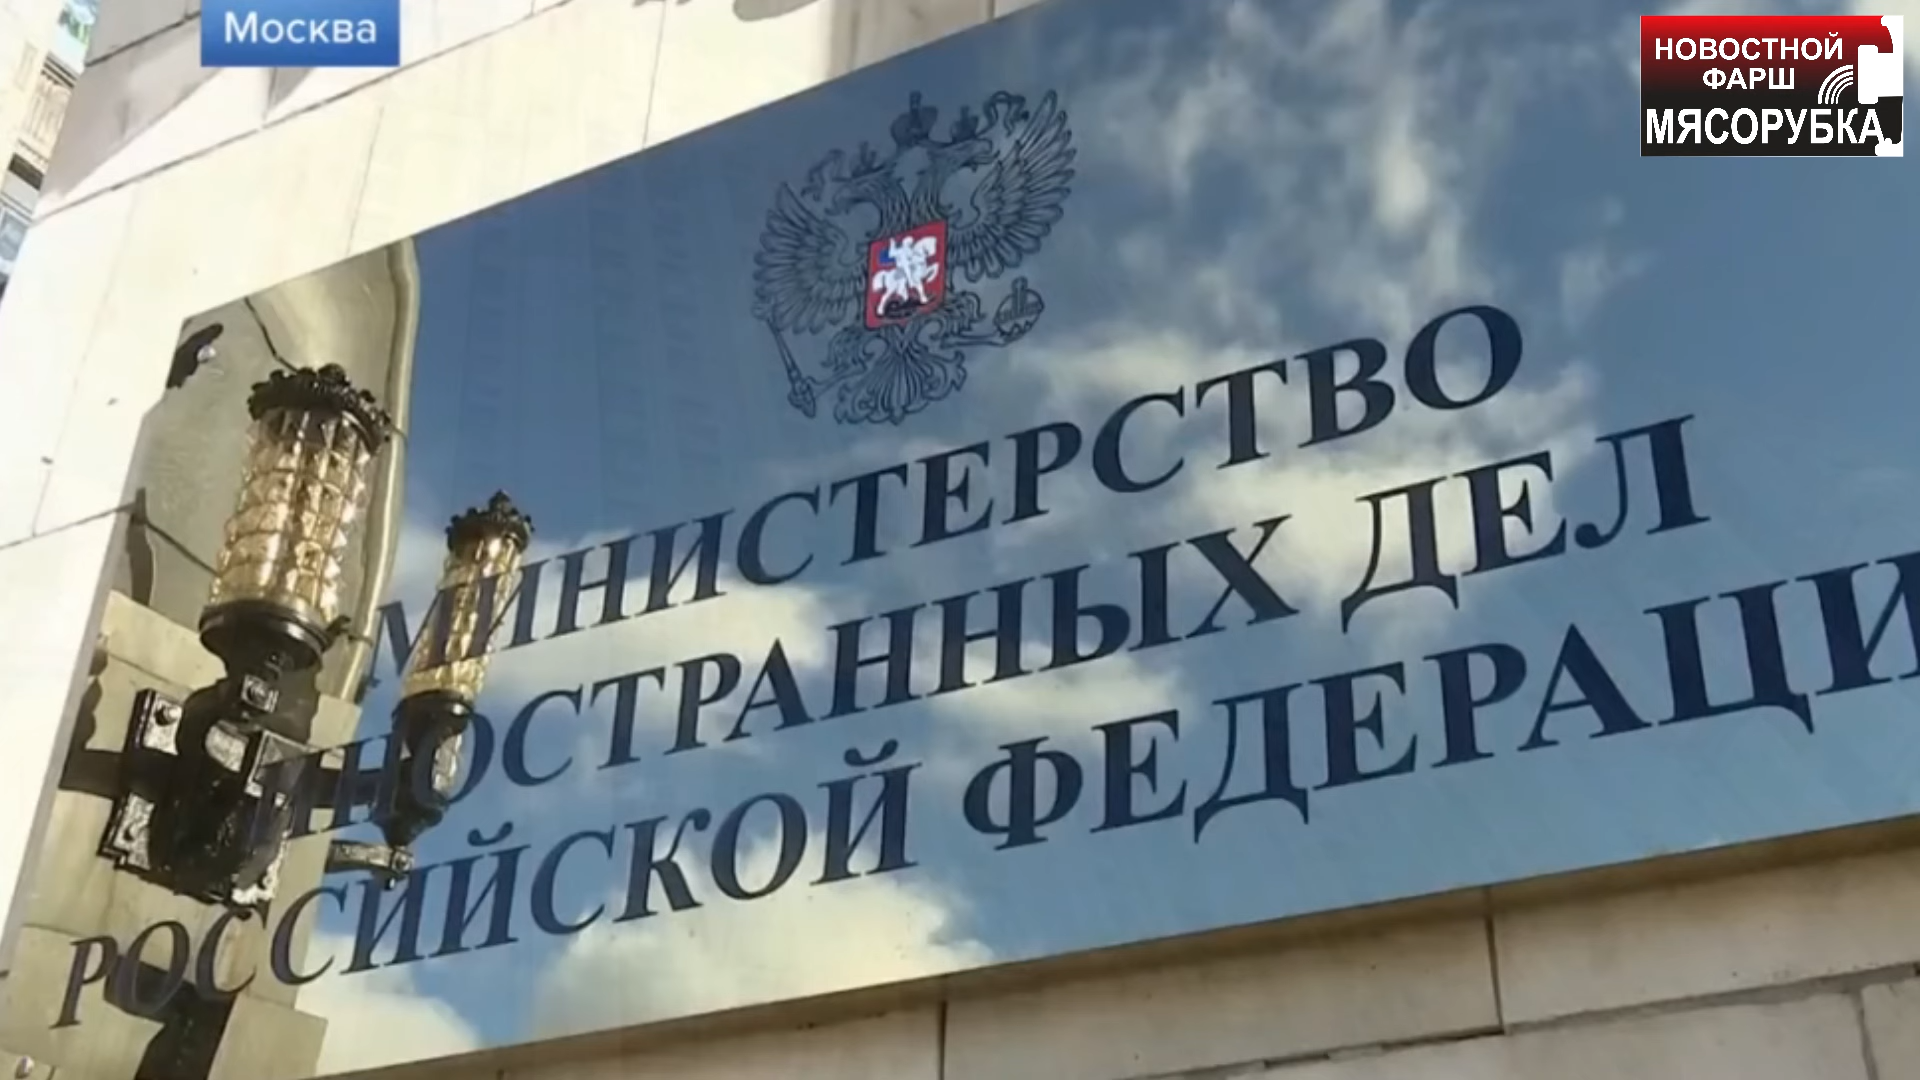 Москва
НОВОСТНОЙ
ФАРШ
МЯСОРУБКА
МИНИСТЕРСТВО
ИНОСТРАННЫХ ДЕЛ
РОССИЙСКОЙ ФЕДЕРАЦИ